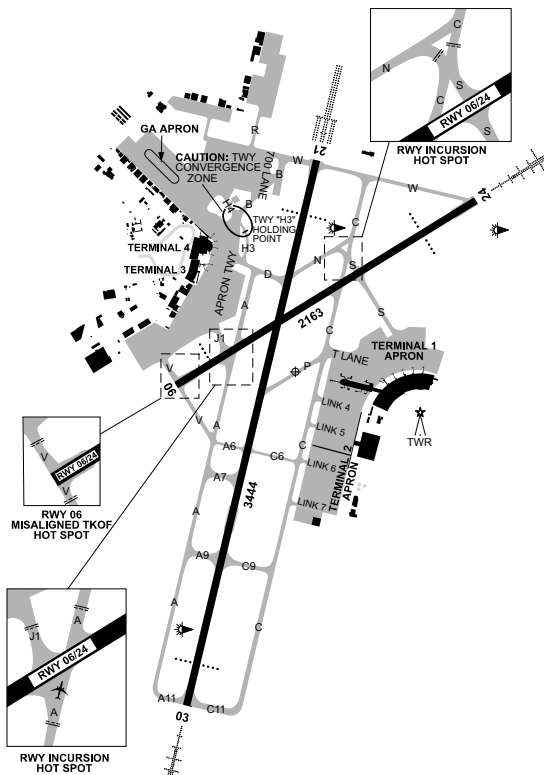 C
N
C
RWY 06/24
S
S
RWY INCURSION
HOT SPOT
GA APRON
R
21
W
CAUTION: TWY
CONVERGENCE
ZONE
700 LANE
B
B
W
24
H4
TWY "H3"
HOLDING
POINT
H3
C
N
S
TERMINAL 4
TERMINAL 3
APRON TWY
D
A
2163
S
C
J1
TERMINAL 1
APRON
T LANE
V
06
P
LINK 4
V
A
LINK 5
TWR
A6
C6
C
LINK 6
TERMINAL 2
APRON
A7
3444
LINK 7
V
RWY 06/24
V
RWY 06
MISALIGNED TKOF
HOT SPOT
A
A9
C9
A
C
J1
A
RWY 06/24
A
RWY INCURSION
HOT SPOT
A11
03
C11